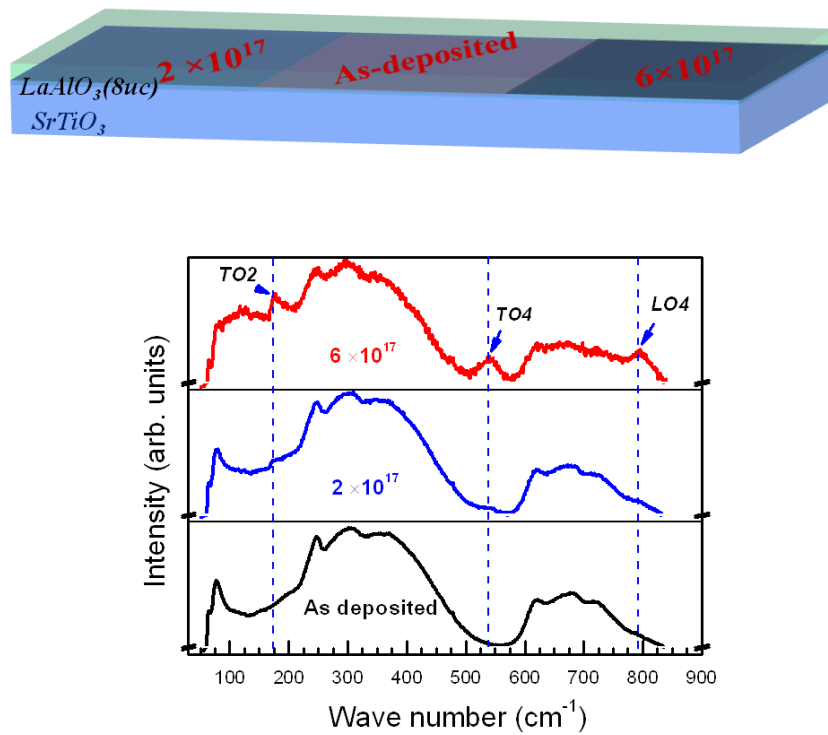 2 ×10¹⁷ As-deposited 6×10¹⁷
LaAlO₃(8uc)
SrTiO₃
TO2
TO4
LO4
6 ×10¹⁷
2 ×10¹⁷
As deposited
Intensity (arb. units)
100 200 300 400 500 600 700 800 900
Wave number (cm⁻¹)